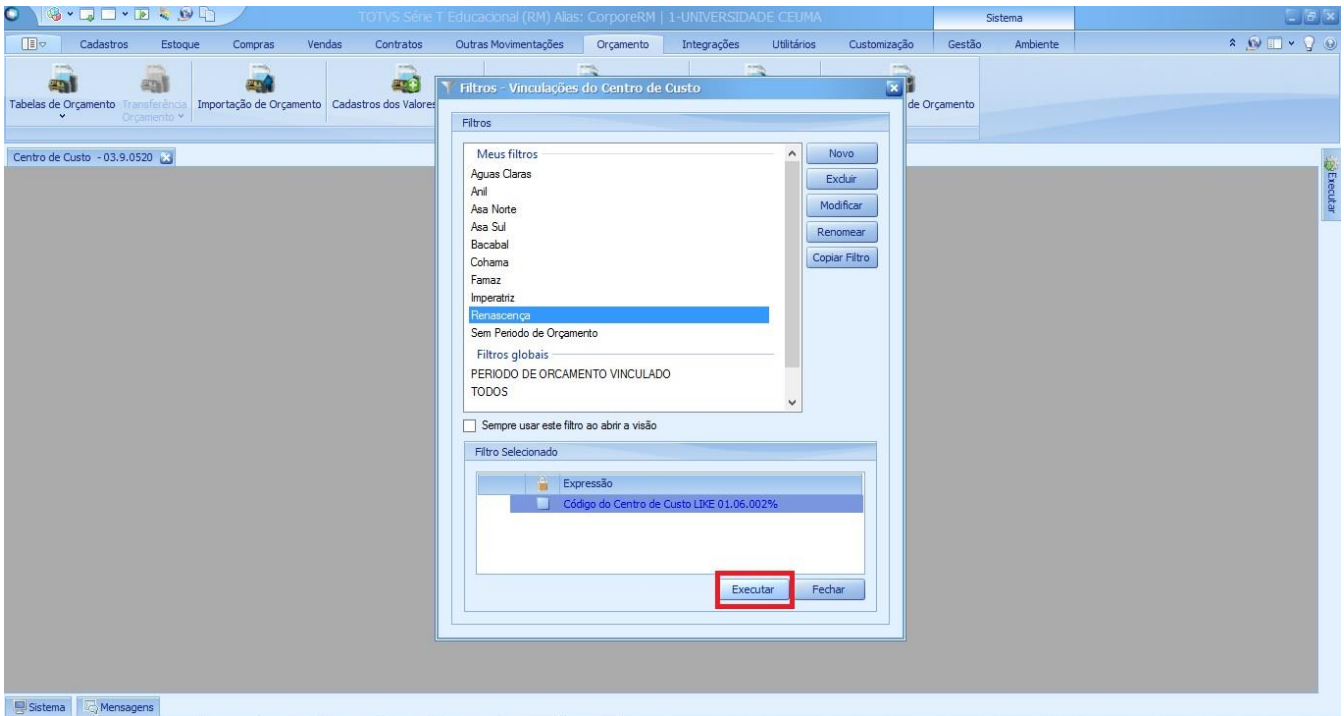 TOTVS Série T Educacional (RM) Alias: CorporeRM | 1-UNIVERSIDADE CEUMA
Sistema
Cadastros Estoque Compras Vendas Contratos Outras Movimentações Orçamento Integrações Utilitários Customização Gestão Ambiente
Tabelas de Orçamento Transferência Orçamento Importação de Orçamento Cadastros dos Valores de Orçamento
Centro de Custo - 03.9.0520
Executar
Filtros - Vinculações do Centro de Custo
Filtros
Meus filtros
Aguas Claras
Anil
Asa Norte
Asa Sul
Bacabal
Cohama
Famaz
Imperatriz
Renascença
Sem Periodo de Orçamento
Filtros globais
PERIODO DE ORCAMENTO VINCULADO
TODOS
Novo
Excluir
Modificar
Renomear
Copiar Filtro
Sempre usar este filtro ao abrir a visão
Filtro Selecionado
Expressão
Código do Centro de Custo LIKE 01.06.002%
Executar Fechar
Sistema Mensagens